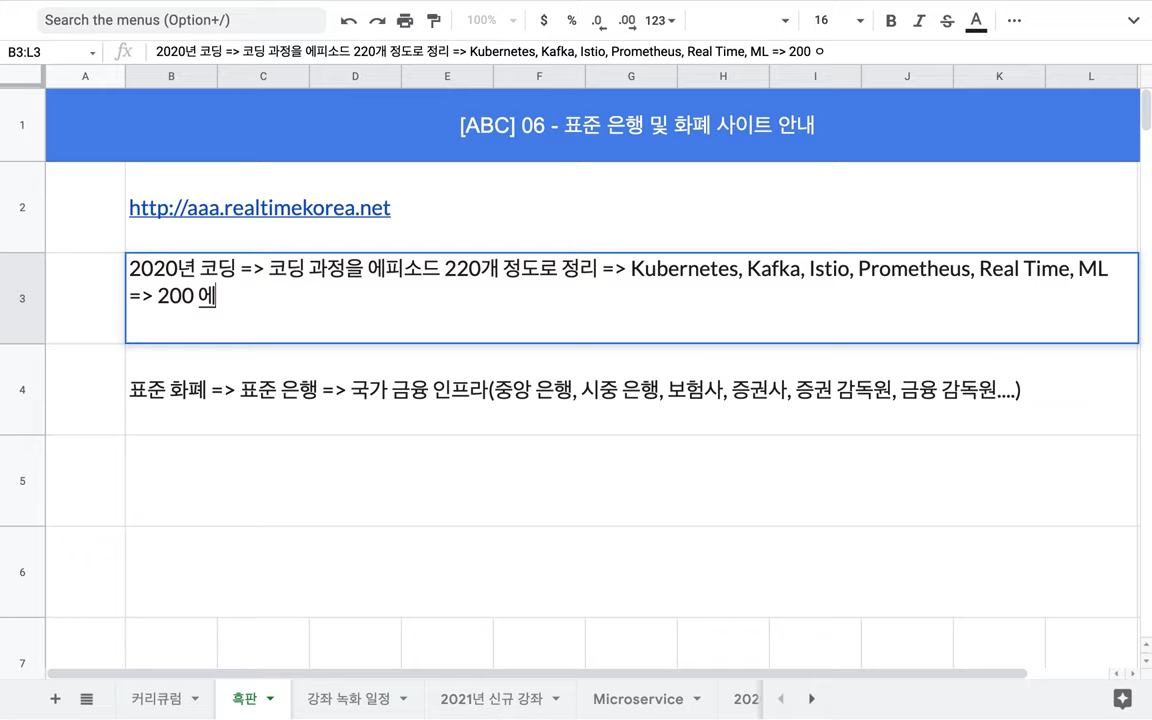 Search the menus (Option+/)
100%
$ % .0 .00 123
16
B I S A
B3:L3
fx
2020년 코딩 => 코딩 과정을 에피소드 220개 정도로 정리 => Kubernetes, Kafka, Istio, Prometheus, Real Time, ML => 200 ㅇ
A B C D E F G H I J K L
1
[ABC] 06 - 표준 은행 및 화폐 사이트 안내
2
http://aaa.realtimekorea.net
3
2020년 코딩 => 코딩 과정을 에피소드 220개 정도로 정리 => Kubernetes, Kafka, Istio, Prometheus, Real Time, ML
=> 200 에
4
표준 화폐 => 표준 은행 => 국가 금융 인프라(중앙 은행, 시중 은행, 보험사, 증권사, 증권 감독원, 금융 감독원....)
5
6
7
커리큐럼 흑판 강좌 녹화 일정 2021년 신규 강좌 Microservice 202